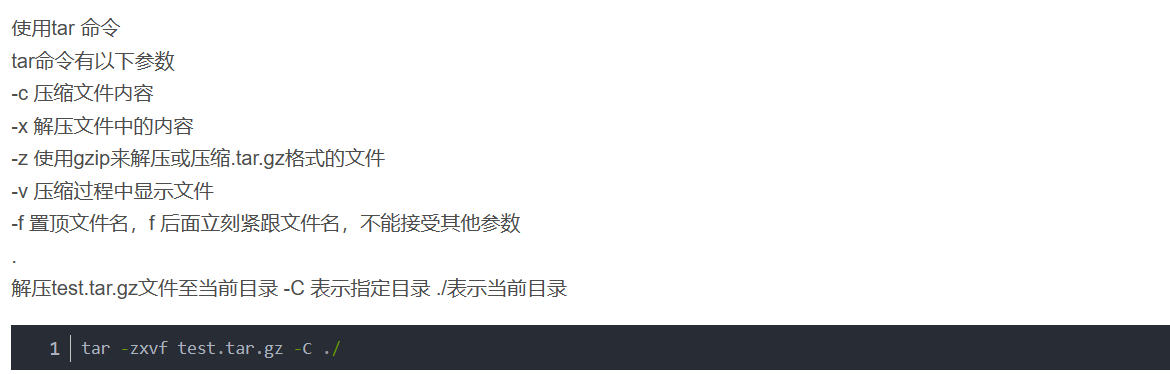 使用tar 命令
tar命令有以下参数
-c 压缩文件内容
-x 解压文件中的内容
-z 使用gzip来解压或压缩.tar.gz格式的文件
-v 压缩过程中显示文件
-f 置顶文件名，f 后面立刻紧跟文件名，不能接受其他参数
.
解压test.tar.gz文件至当前目录 -C 表示指定目录 ./表示当前目录
1 tar -zxvf test.tar.gz -C ./